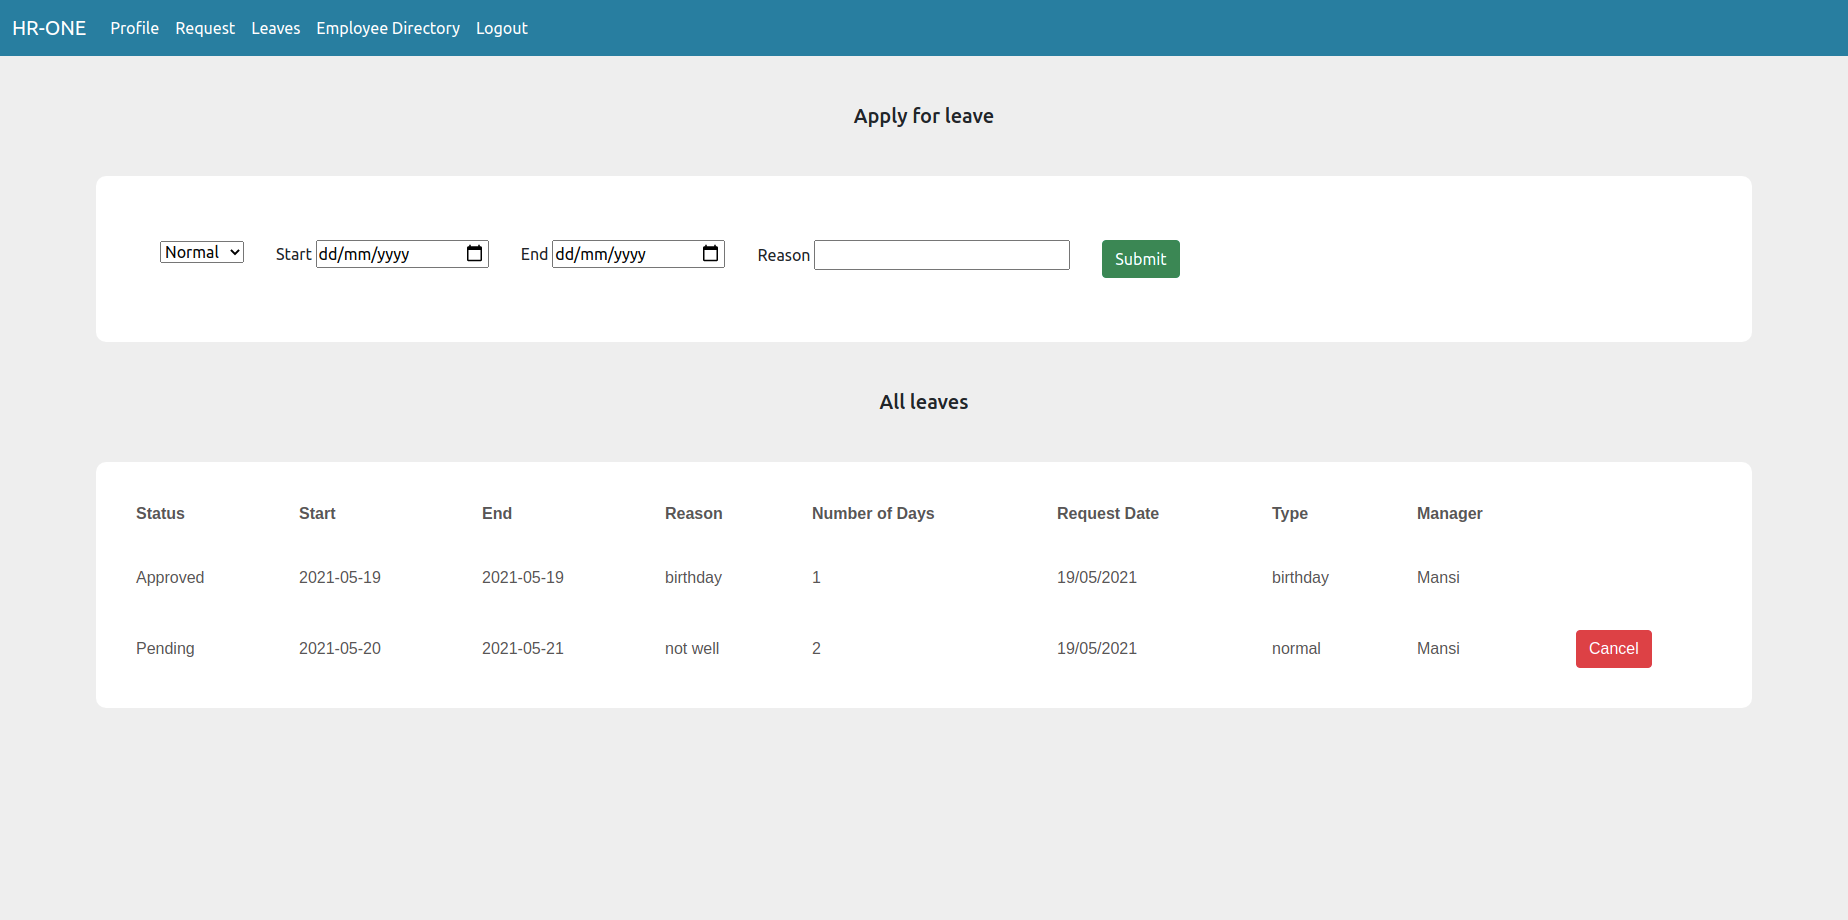 HR-ONE Profile Request Leaves Employee Directory Logout
Apply for leave
Normal Start dd/mm/yyyy End dd/mm/yyyy Reason Submit
All leaves
Status Start End Reason Number of Days Request Date Type Manager
Approved 2021-05-19 2021-05-19 birthday 1 19/05/2021 birthday Mansi
Pending 2021-05-20 2021-05-21 not well 2 19/05/2021 normal Mansi Cancel